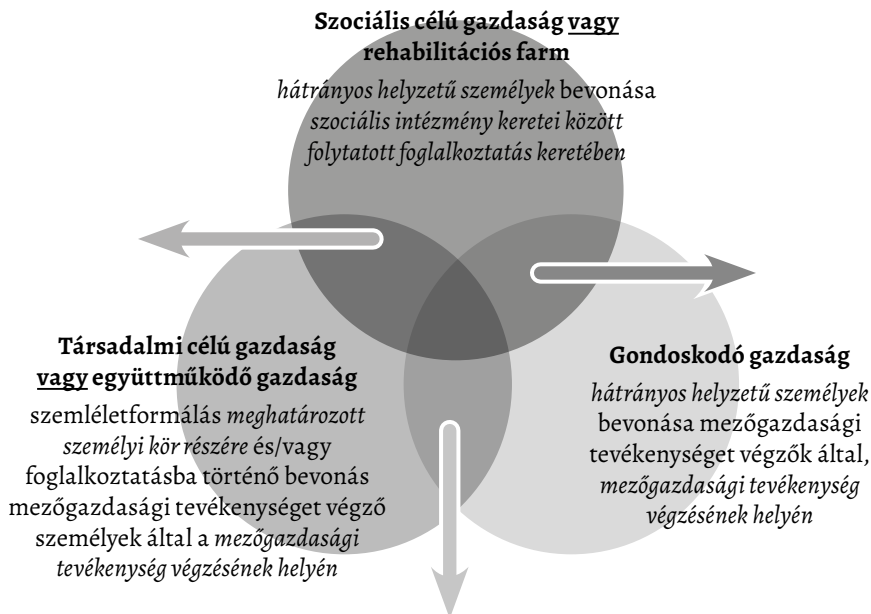 Szociális célú gazdaság vagy
rehabilitációs farm
hátrányos helyzetű személyek bevonása
szociális intézmény keretei között
folytatott foglalkoztatás keretében
Társadalmi célú gazdaság
vagy együttműködő gazdaság
szemléletformálás meghatározott
személyi kör részére és/vagy
foglalkoztatásba történő bevonás
mezőgazdasági tevékenységet végző
személyek által a mezőgazdasági
tevékenység végzésének helyén
Gondoskodó gazdaság
hátrányos helyzetű személyek
bevonása mezőgazdasági
tevékenységet végzők által,
mezőgazdasági tevékenység
végzésének helyén